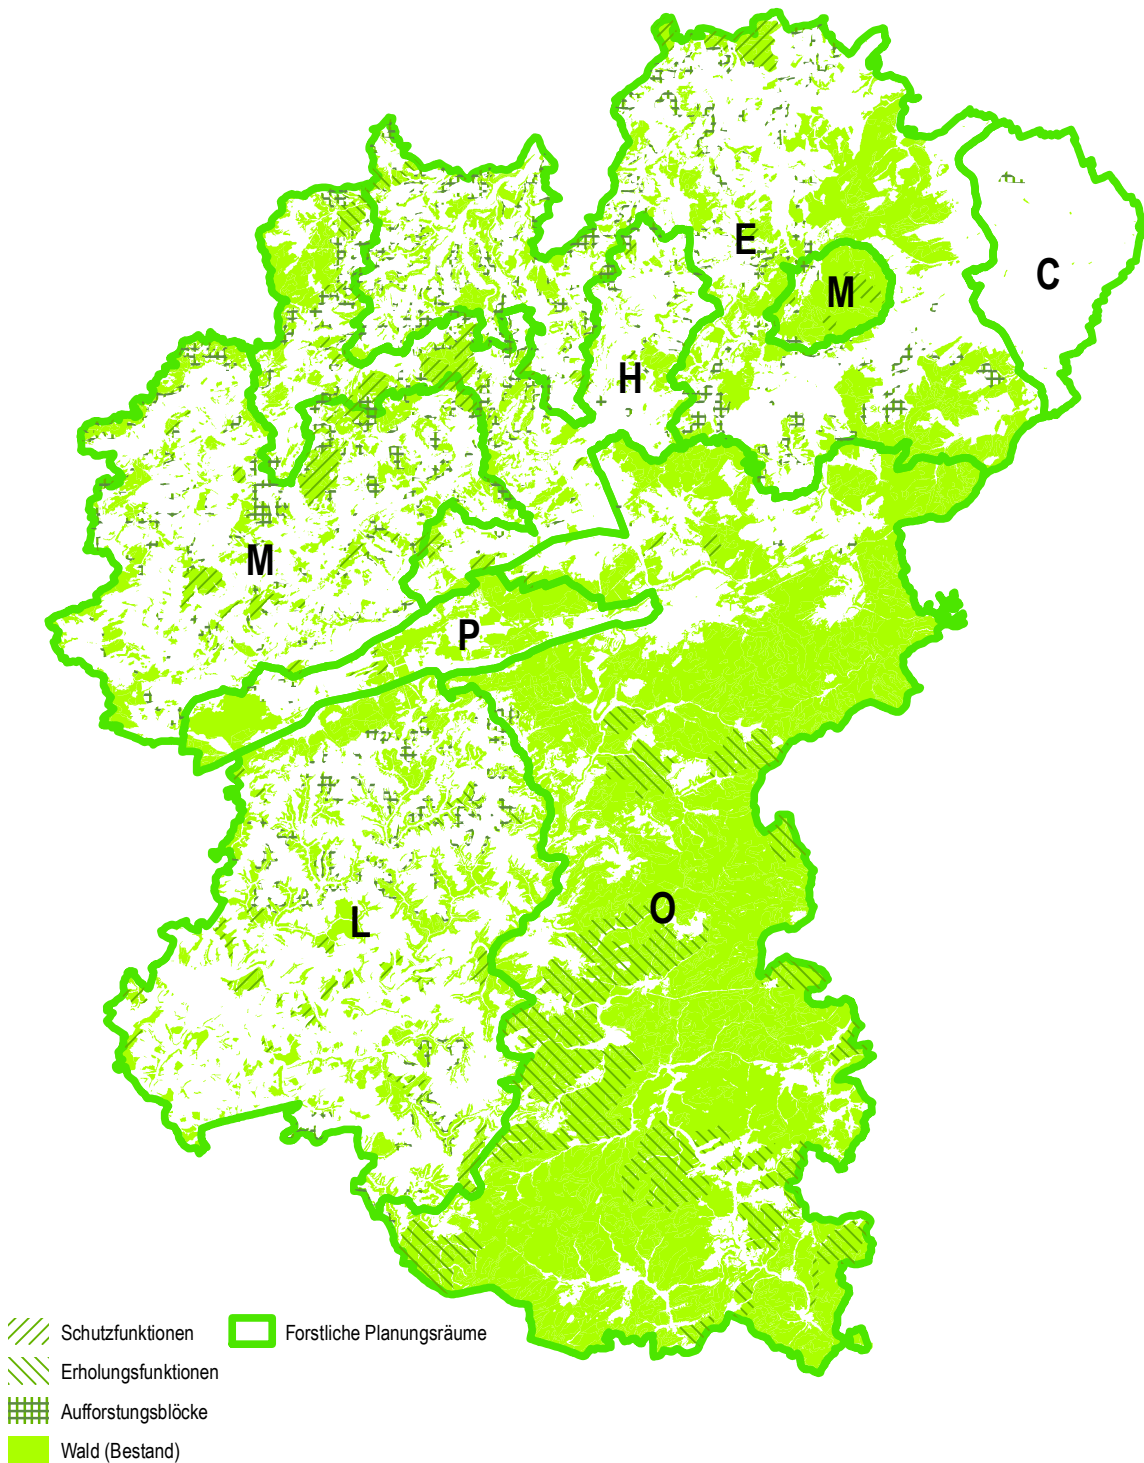 E
C
M
H
M
P
O
L
Schutzfunktionen
Forstliche Planungsräume
Erholungsfunktionen
Aufforstungsblöcke
Wald (Bestand)